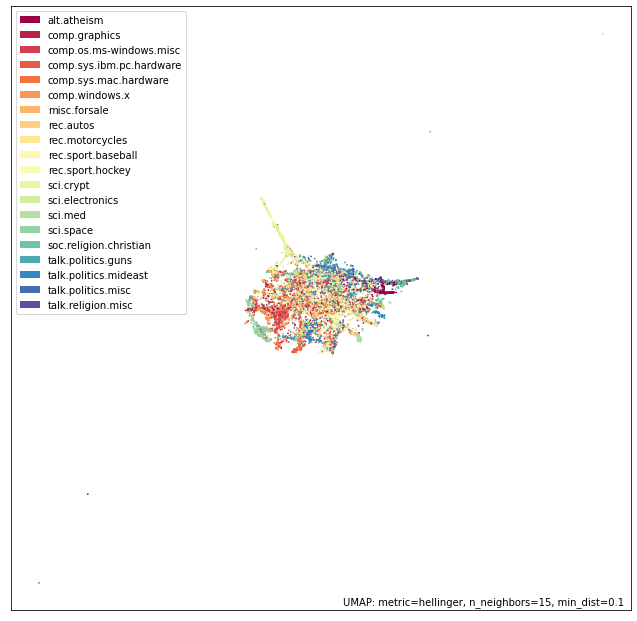 alt.atheism
comp.graphics
comp.os.ms-windows.misc
comp.sys.ibm.pc.hardware
comp.sys.mac.hardware
comp.windows.x
misc.forsale
rec.autos
rec.motorcycles
rec.sport.baseball
rec.sport.hockey
sci.crypt
sci.electronics
sci.med
sci.space
soc.religion.christian
talk.politics.guns
talk.politics.mideast
talk.politics.misc
talk.religion.misc
UMAP: metric=hellinger, n_neighbors=15, min_dist=0.1